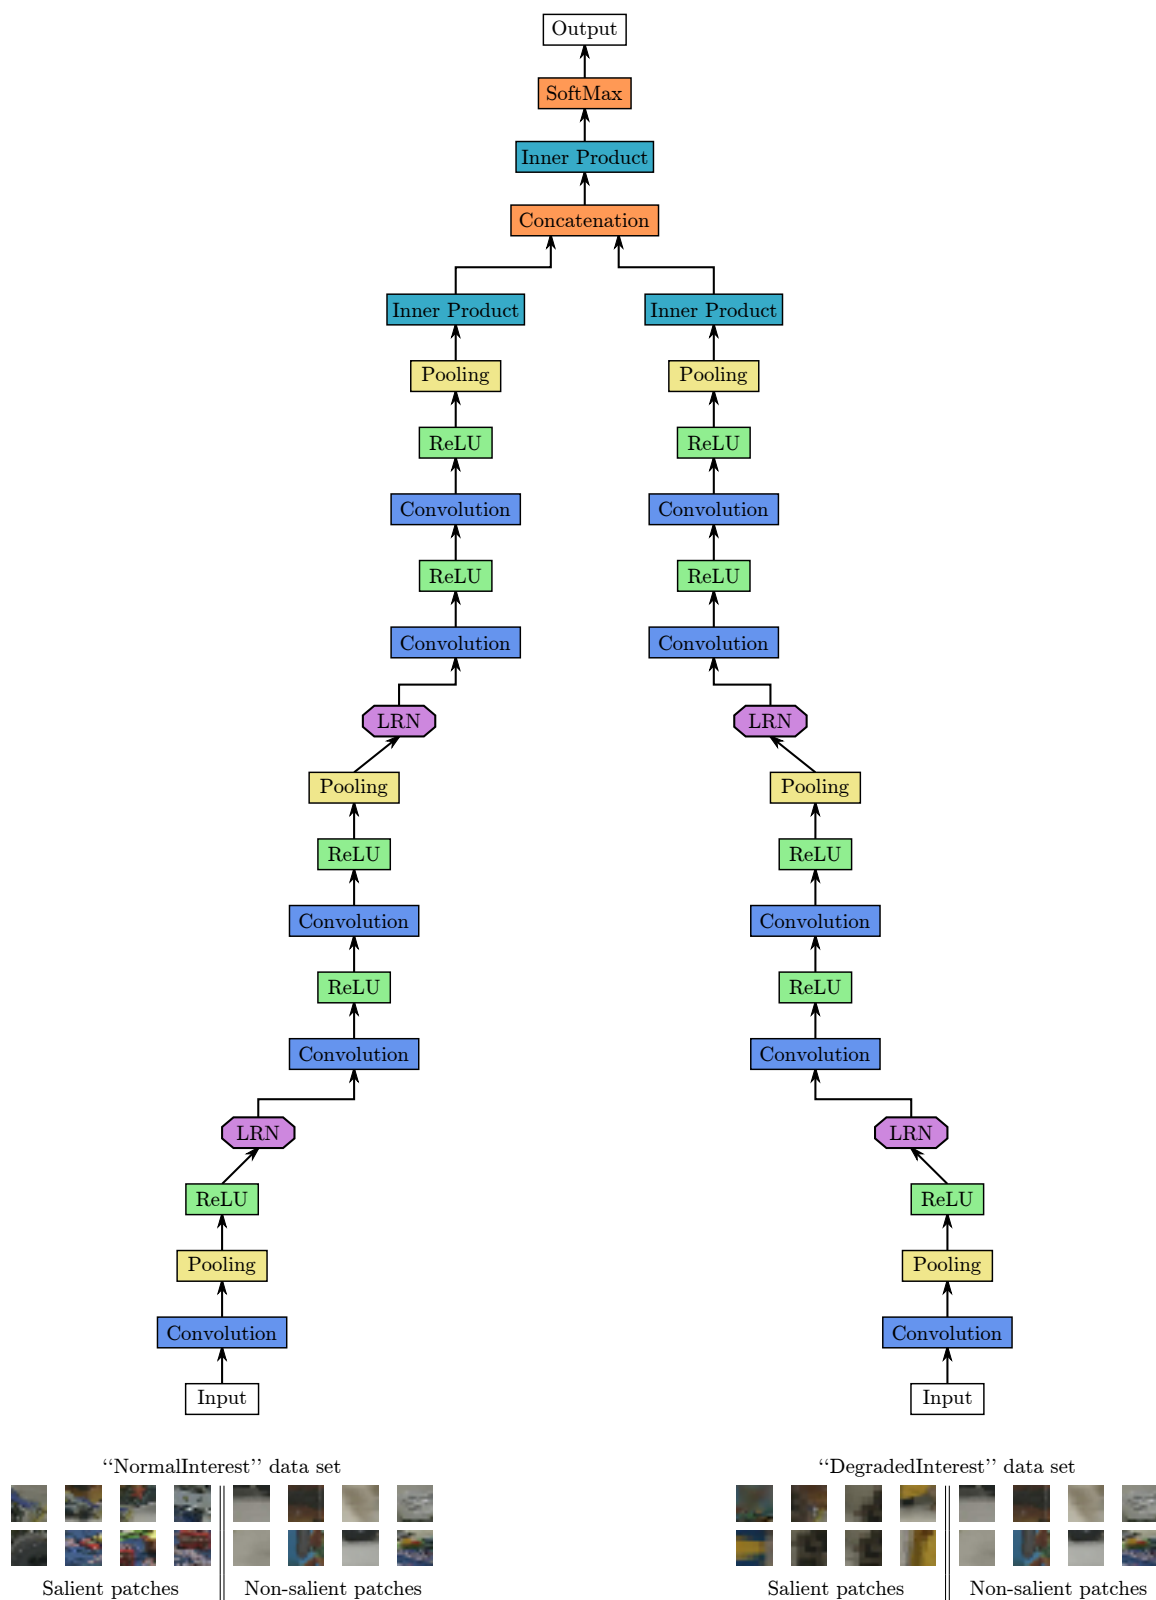 Output
SoftMax
Inner Product
Concatenation
Inner Product Inner Product
Pooling Pooling
ReLU ReLU
Convolution Convolution
ReLU ReLU
Convolution Convolution
LRN LRN
Pooling Pooling
ReLU ReLU
Convolution Convolution
ReLU ReLU
Convolution Convolution
LRN LRN
ReLU ReLU
Pooling Pooling
Convolution Convolution
Input Input
‘‘NormalInterest’’ data set ‘‘DegradedInterest’’ data set
Salient patches Non-salient patches Salient patches Non-salient patches